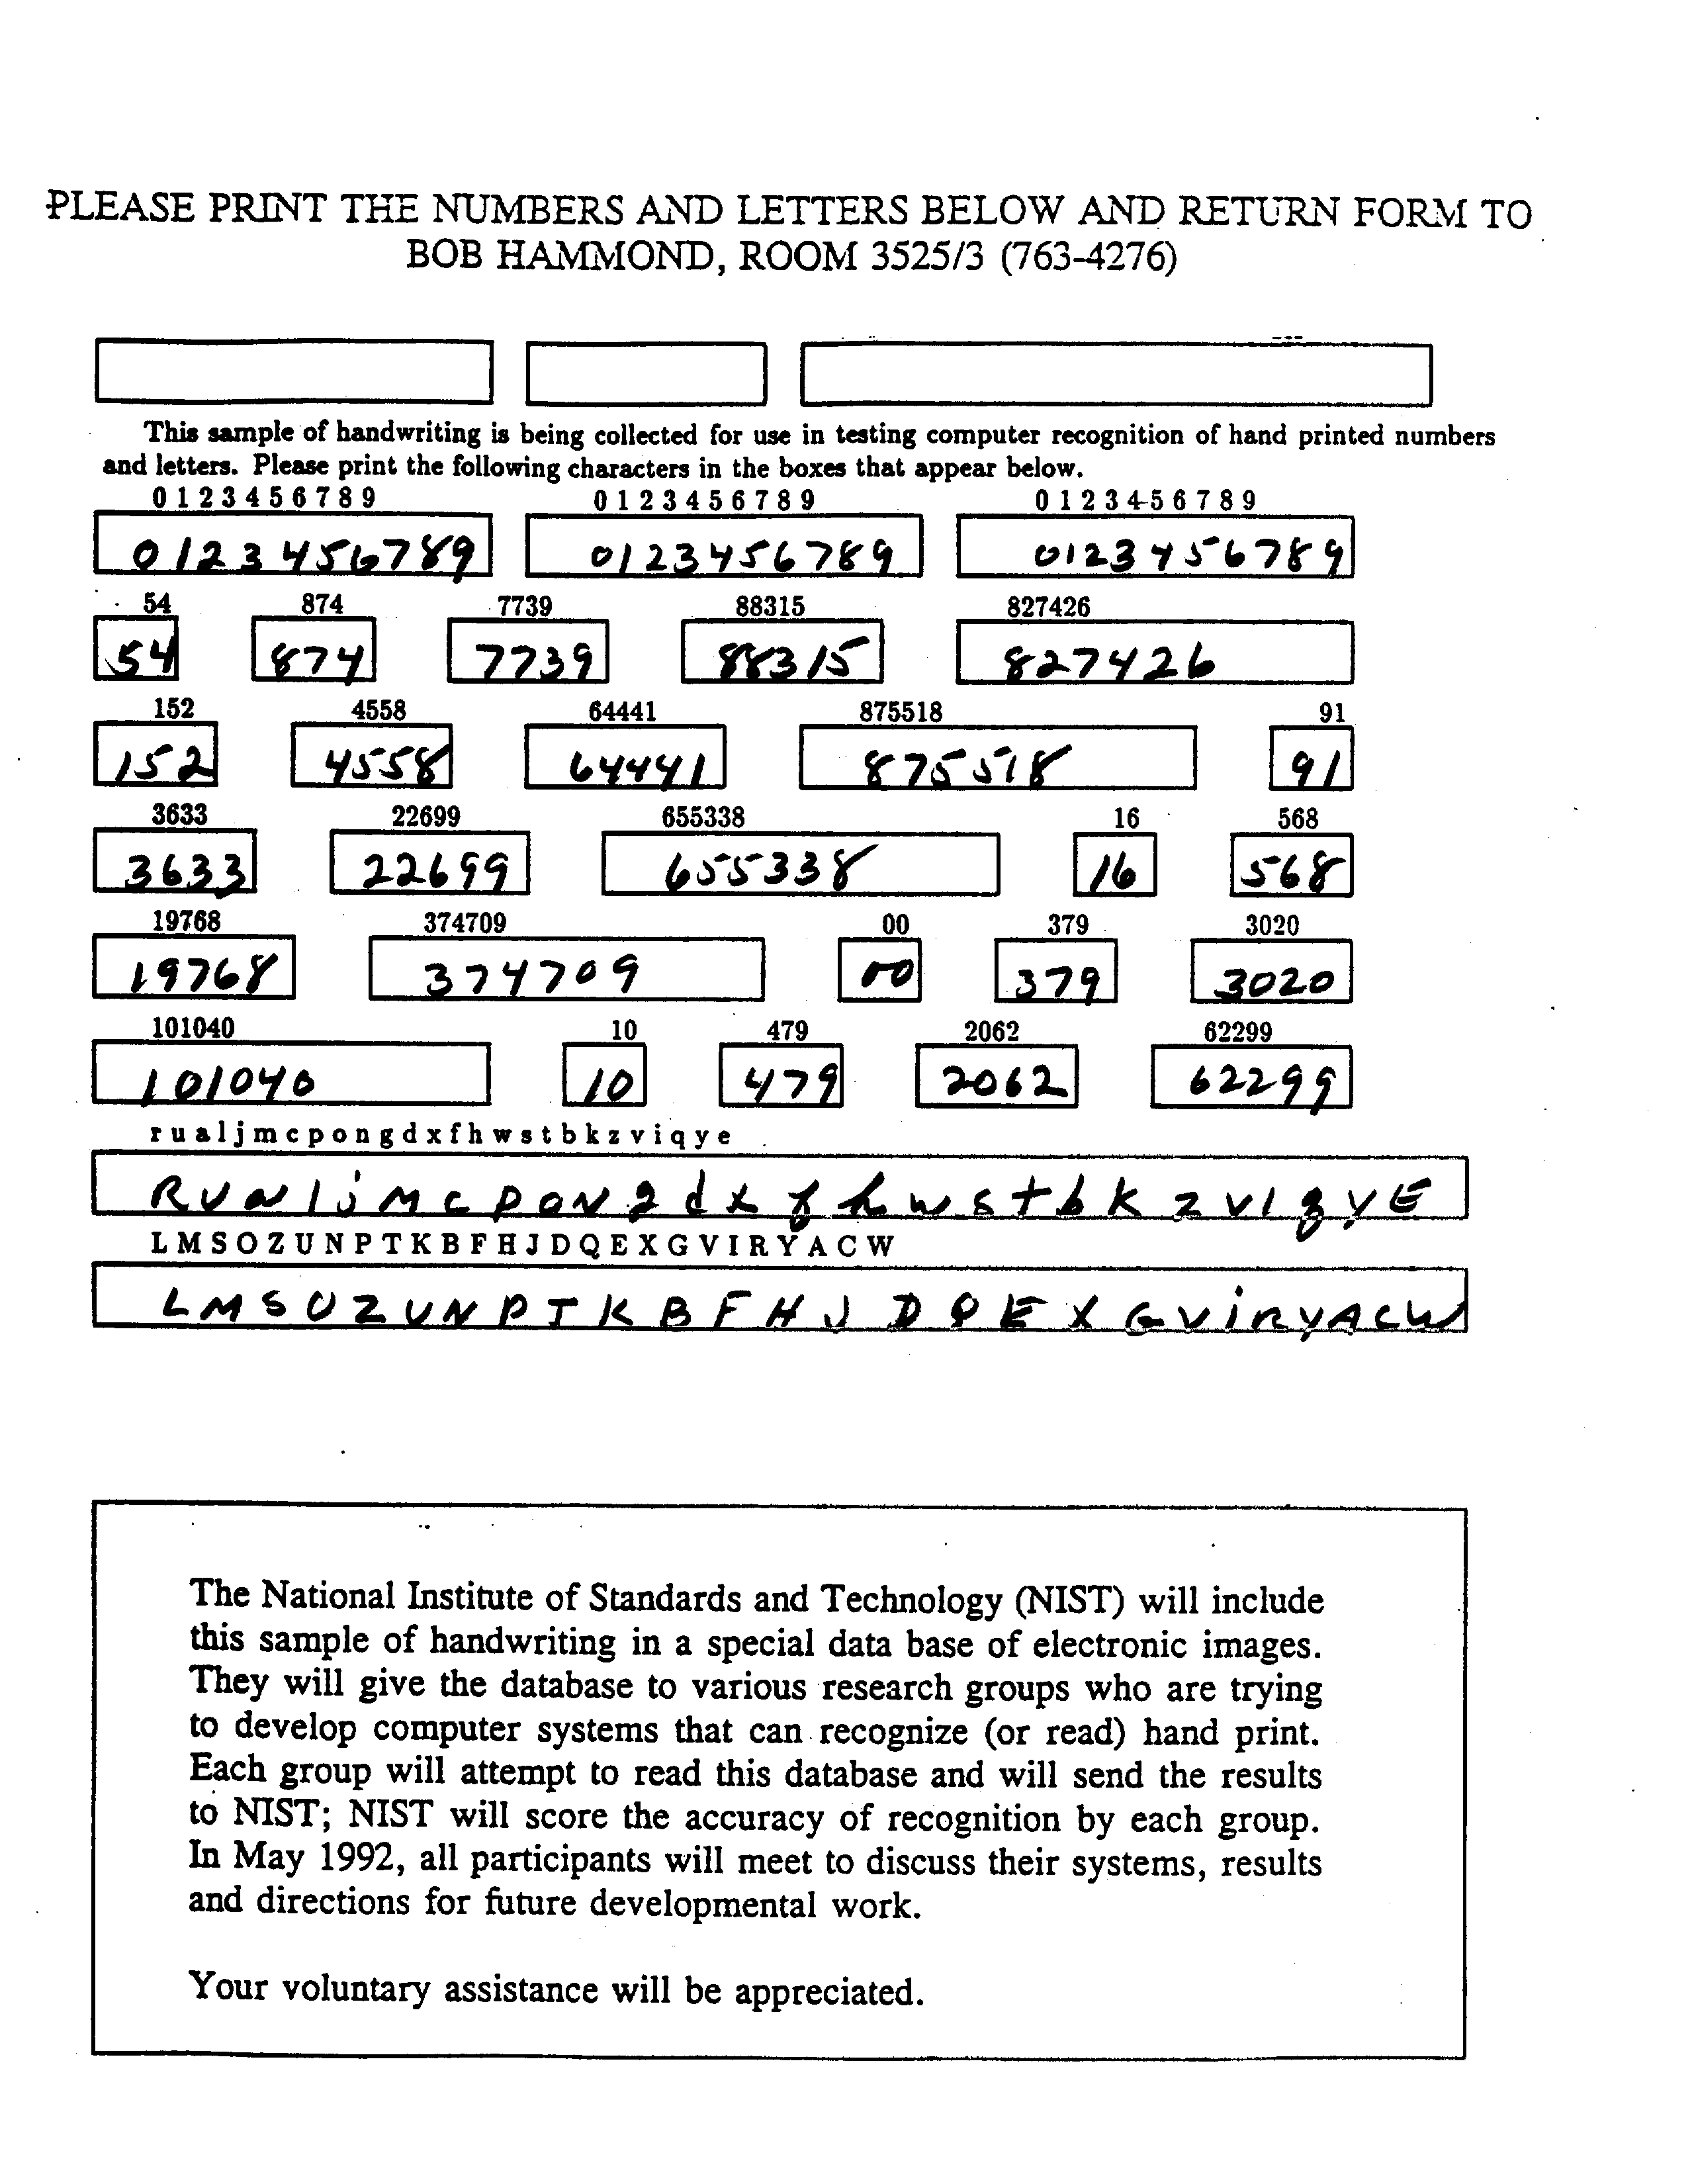 PLEASE PRINT THE NUMBERS AND LETTERS BELOW AND RETURN FORM TO
BOB HAMMOND, ROOM 3525/3 (763-4276)
This sample of handwriting is being collected for use in testing computer recognition of hand printed numbers
and letters. Please print the following characters in the boxes that appear below.
0 1 2 3 4 5 6 7 8 9 0 1 2 3 4 5 6 7 8 9 0 1 2 3 4 5 6 7 8 9
0123456789 0123456789 0123456789
54 874 7739 88315 827426
54 874 7739 88315 827426
152 4558 64441 875518 91
152 4558 64441 875518 91
3633 22699 655338 16 568
3633 22699 655338 16 568
19768 374709 00 379 3020
19768 374709 00 379 3020
101040 10 479 2062 62299
101040 10 479 2062 62299
r u a l j m c p o n g d x f h w s t b k z v i q y e
R U a l j M C P O N g d x f h w s t b k z v I q y E
L M S O Z U N P T K B F H J D Q E X G V I R Y A C W
L M S O Z U N P T K B F H J D Q E X G V i R Y A C W
The National Institute of Standards and Technology (NIST) will include
this sample of handwriting in a special data base of electronic images.
They will give the database to various research groups who are trying
to develop computer systems that can recognize (or read) hand print.
Each group will attempt to read this database and will send the results
to NIST; NIST will score the accuracy of recognition by each group.
In May 1992, all participants will meet to discuss their systems, results
and directions for future developmental work.
Your voluntary assistance will be appreciated.